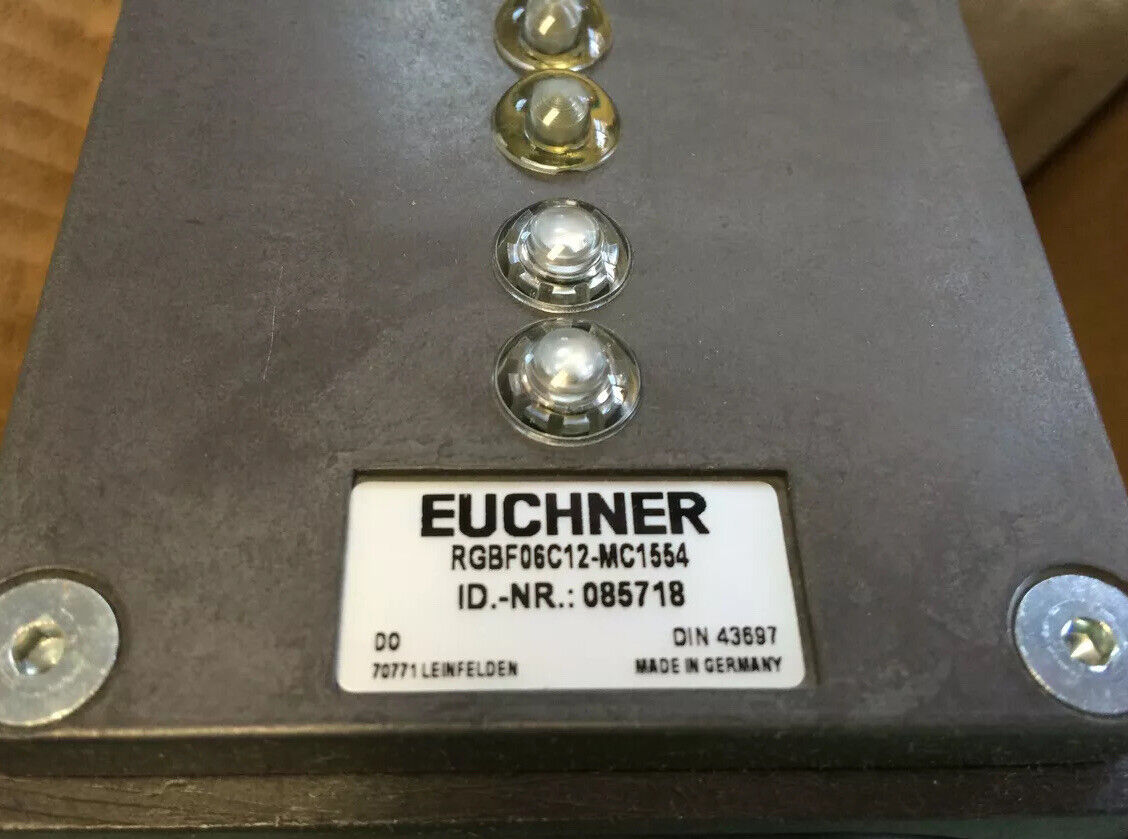 EUCHNER
RGBF06C12-MC1554
ID.-NR.: 085718
DO DIN 43697
70771 LEINFELDEN MADE IN GERMANY